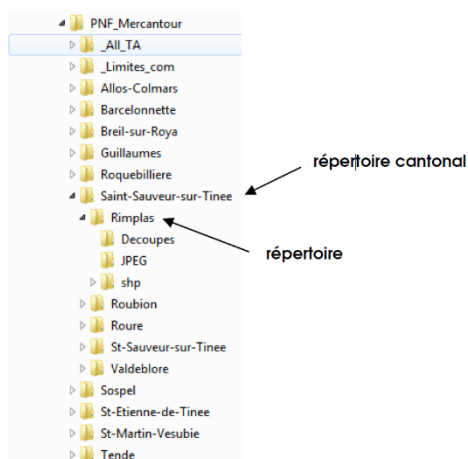 PNF_Mercantour
_All_TA
_Limites_com
Allos-Colmars
Barcelonnette
Breil-sur-Roya
Guillaumes
Roquebilliere
Saint-Sauveur-sur-Tinee
Rimplas
Decoupes
JPEG
shp
Roubion
Roure
St-Sauveur-sur-Tinee
Valdeblore
Sospel
St-Etienne-de-Tinee
St-Martin-Vesubie
Tende
répertoire cantonal
répertoire